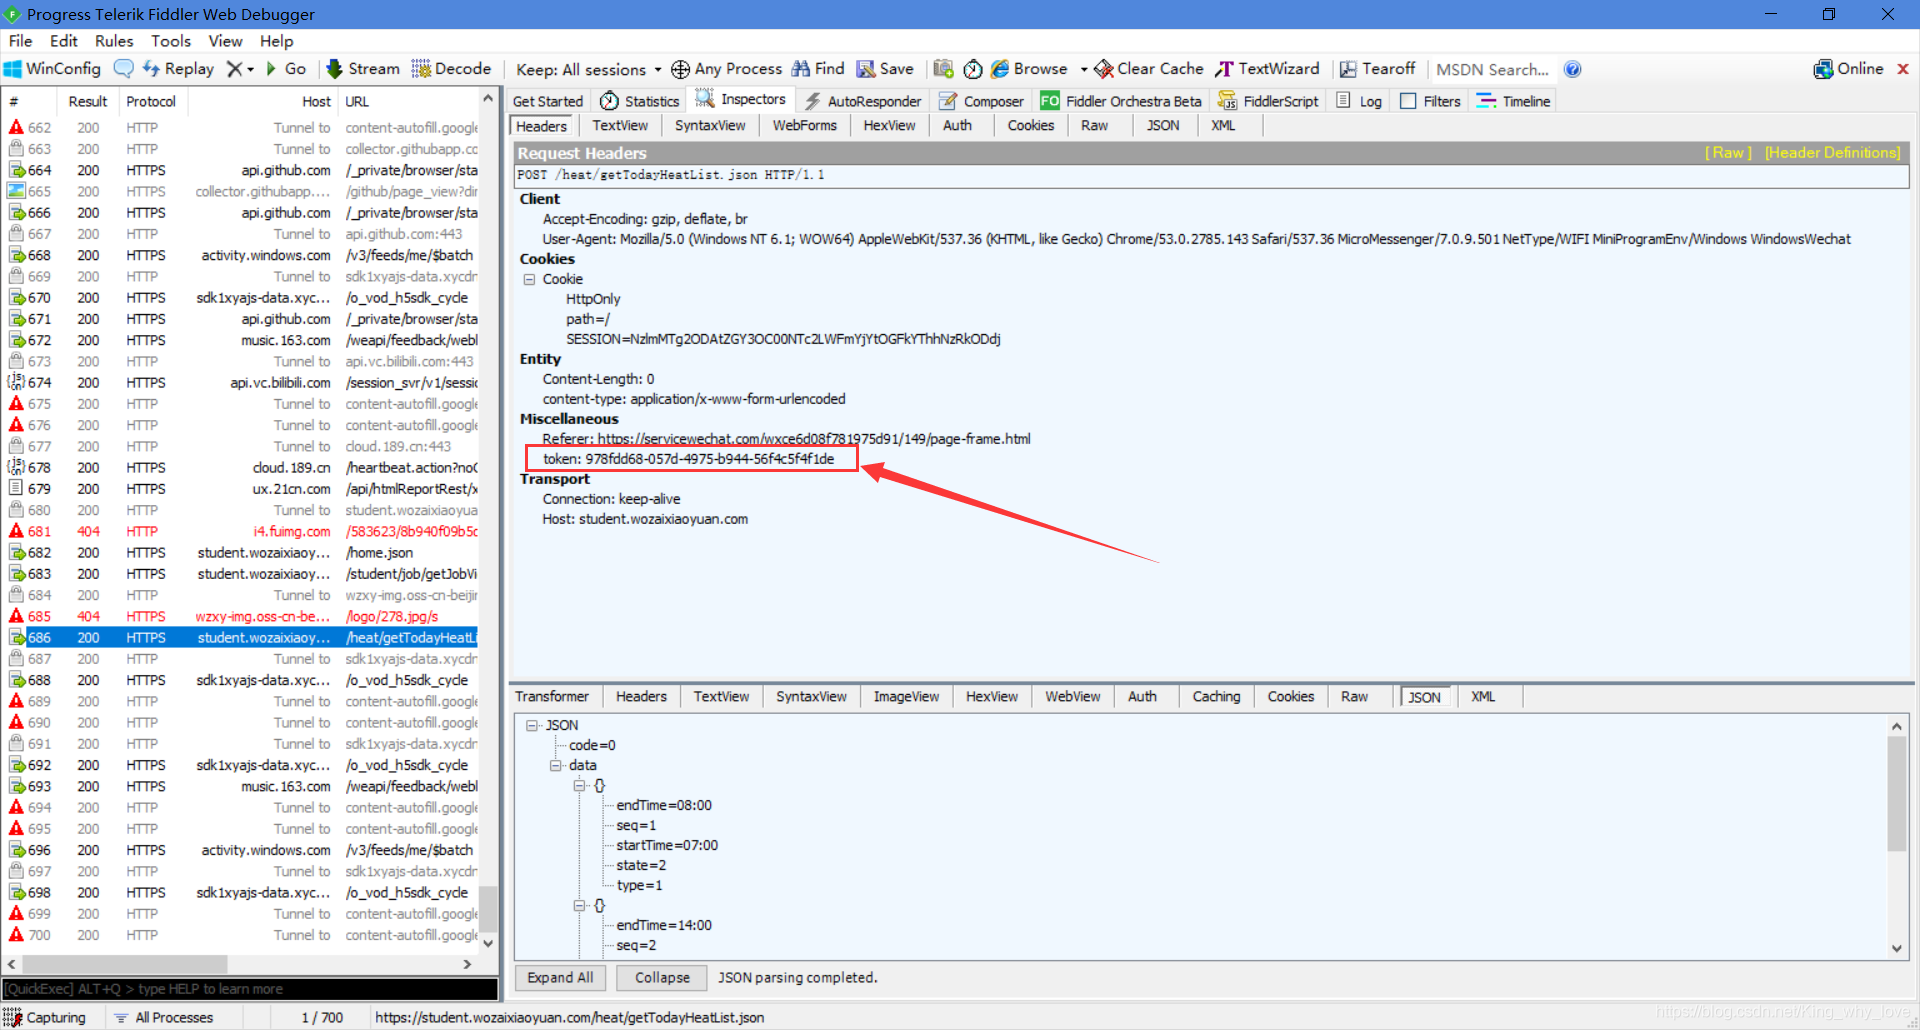 Progress Telerik Fiddler Web Debugger
File Edit Rules Tools View Help
WinConfig Replay Go Stream Decode Keep: All sessions Any Process Find Save Browse Clear Cache TextWizard Tearoff MSDN Search... Online
# Result Protocol Host URL
662 200 HTTP Tunnel to content-autofill.google
663 200 HTTP Tunnel to collector.githubapp.co
664 200 HTTPS api.github.com /_private/browser/sta
665 200 HTTPS collector.githubapp.... /github/page_view?dir
666 200 HTTPS api.github.com /_private/browser/sta
667 200 HTTP Tunnel to api.github.com:443
668 200 HTTPS activity.windows.com /v3/feeds/me/$batch
669 200 HTTP Tunnel to sdk1xyajs-data.xycdn
670 200 HTTPS sdk1xyajs-data.xyc... /o_vod_h5sdk_cycle
671 200 HTTPS api.github.com /_private/browser/sta
672 200 HTTPS music.163.com /weapi/feedback/webl
673 200 HTTP Tunnel to api.vc.bilibili.com:443
674 200 HTTPS api.vc.bilibili.com /session_svr/v1/sessio
675 200 HTTP Tunnel to content-autofill.google
676 200 HTTP Tunnel to content-autofill.google
677 200 HTTP Tunnel to cloud.189.cn:443
678 200 HTTPS cloud.189.cn /heartbeat.action?noC
679 200 HTTPS ux.21cn.com /api/htmlReportRest/x
680 200 HTTP Tunnel to student.wozaixiaoyua
681 404 HTTP i4.fuimg.com /583623/8b940f09b5c
682 200 HTTPS student.wozaixiaoy... /home.json
683 200 HTTPS student.wozaixiaoy... /student/job/getJobVi
684 200 HTTP Tunnel to wzxy-img.oss-cn-beijin
685 404 HTTPS wzxy-img.oss-cn-be... /logo/278.jpg/s
686 200 HTTPS student.wozaixiaoy... /heat/getTodayHeatLi
687 200 HTTP Tunnel to sdk1xyajs-data.xycdn
688 200 HTTPS sdk1xyajs-data.xyc... /o_vod_h5sdk_cycle
689 200 HTTP Tunnel to content-autofill.google
690 200 HTTP Tunnel to content-autofill.google
691 200 HTTP Tunnel to sdk1xyajs-data.xycdn
692 200 HTTPS sdk1xyajs-data.xyc... /o_vod_h5sdk_cycle
693 200 HTTPS music.163.com /weapi/feedback/webl
694 200 HTTP Tunnel to content-autofill.google
695 200 HTTP Tunnel to content-autofill.google
696 200 HTTPS activity.windows.com /v3/feeds/me/$batch
697 200 HTTP Tunnel to sdk1xyajs-data.xycdn
698 200 HTTPS sdk1xyajs-data.xyc... /o_vod_h5sdk_cycle
699 200 HTTP Tunnel to content-autofill.google
700 200 HTTP Tunnel to content-autofill.google
[QuickExec] ALT+Q > type HELP to learn more
Get Started Statistics Inspectors AutoResponder Composer FO Fiddler Orchestra Beta FiddlerScript Log Filters Timeline
Headers TextView SyntaxView WebForms HexView Auth Cookies Raw JSON XML
Request Headers [ Raw ] [Header Definitions]
POST /heat/getTodayHeatList.json HTTP/1.1
Client
Accept-Encoding: gzip, deflate, br
User-Agent: Mozilla/5.0 (Windows NT 6.1; WOW64) AppleWebKit/537.36 (KHTML, like Gecko) Chrome/53.0.2785.143 Safari/537.36 MicroMessenger/7.0.9.501 NetType/WIFI MiniProgramEnv/Windows WindowsWechat
Cookies
Cookie
HttpOnly
path=/
SESSION=NzlmMTg2ODAtZGY3OC00NTc2LWFmYjYtOGFkYThhNzRkODdj
Entity
Content-Length: 0
content-type: application/x-www-form-urlencoded
Miscellaneous
Referer: https://servicewechat.com/wxce6d08f781975d91/149/page-frame.html
token: 978fdd68-057d-4975-b944-56f4c5f4f1de
Transport
Connection: keep-alive
Host: student.wozaixiaoyuan.com
Transformer Headers TextView SyntaxView ImageView HexView WebView Auth Caching Cookies Raw JSON XML
JSON
code=0
data
{}
endTime=08:00
seq=1
startTime=07:00
state=2
type=1
{}
endTime=14:00
seq=2
Expand All Collapse JSON parsing completed.
Capturing All Processes 1 / 700 https://student.wozaixiaoyuan.com/heat/getTodayHeatList.json
https://blog.csdn.net/King_why_love